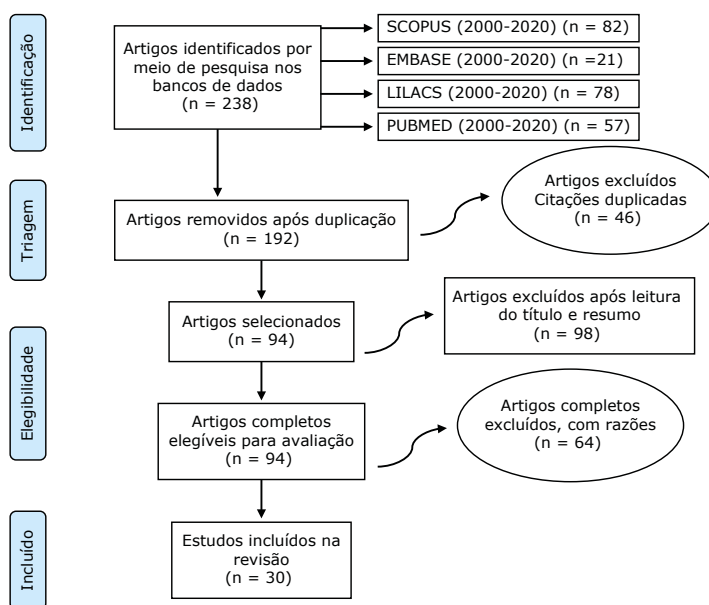 Identificação
Artigos identificados por
meio de pesquisa nos
bancos de dados
(n = 238)
SCOPUS (2000-2020) (n = 82)
EMBASE (2000-2020) (n =21)
LILACS (2000-2020) (n = 78)
PUBMED (2000-2020) (n = 57)
Triagem
Artigos removidos após duplicação
(n = 192)
Artigos excluídos
Citações duplicadas
(n = 46)
Elegibilidade
Artigos selecionados
(n = 94)
Artigos excluídos após leitura
do título e resumo
(n = 98)
Artigos completos
elegíveis para avaliação
(n = 94)
Artigos completos
excluídos, com razões
(n = 64)
Incluído
Estudos incluídos na
revisão
(n = 30)